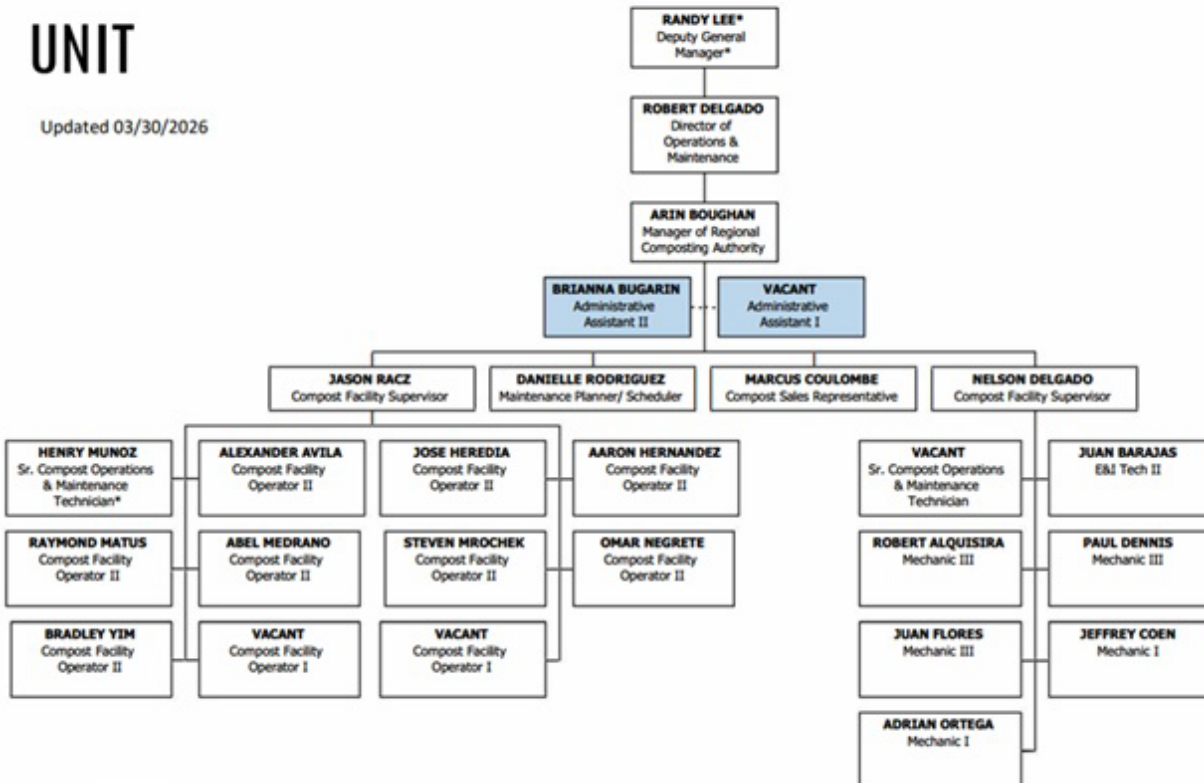 UNIT
Updated 03/30/2026
RANDY LEE*
Deputy General
Manager*
ROBERT DELGADO
Director of
Operations &
Maintenance
ARIN BOUGHAN
Manager of Regional
Composting Authority
BRIANNA BUGARIN
Administrative
Assistant II
VACANT
Administrative
Assistant I
JASON RACZ
Compost Facility Supervisor
DANIELLE RODRIGUEZ
Maintenance Planner/ Scheduler
MARCUS COULOMBE
Compost Sales Representative
NELSON DELGADO
Compost Facility Supervisor
HENRY MUNOZ
Sr. Compost Operations
& Maintenance
Technician*
ALEXANDER AVILA
Compost Facility
Operator II
JOSE HEREDIA
Compost Facility
Operator II
AARON HERNANDEZ
Compost Facility
Operator II
VACANT
Sr. Compost Operations
& Maintenance
Technician
JUAN BARAJAS
E&I Tech II
RAYMOND MATUS
Compost Facility
Operator II
ABEL MEDRANO
Compost Facility
Operator II
STEVEN MROCHEK
Compost Facility
Operator II
OMAR NEGRETE
Compost Facility
Operator II
ROBERT ALQUISIRA
Mechanic III
PAUL DENNIS
Mechanic III
BRADLEY YIM
Compost Facility
Operator II
VACANT
Compost Facility
Operator I
VACANT
Compost Facility
Operator I
JUAN FLORES
Mechanic III
JEFFREY COEN
Mechanic I
ADRIAN ORTEGA
Mechanic I